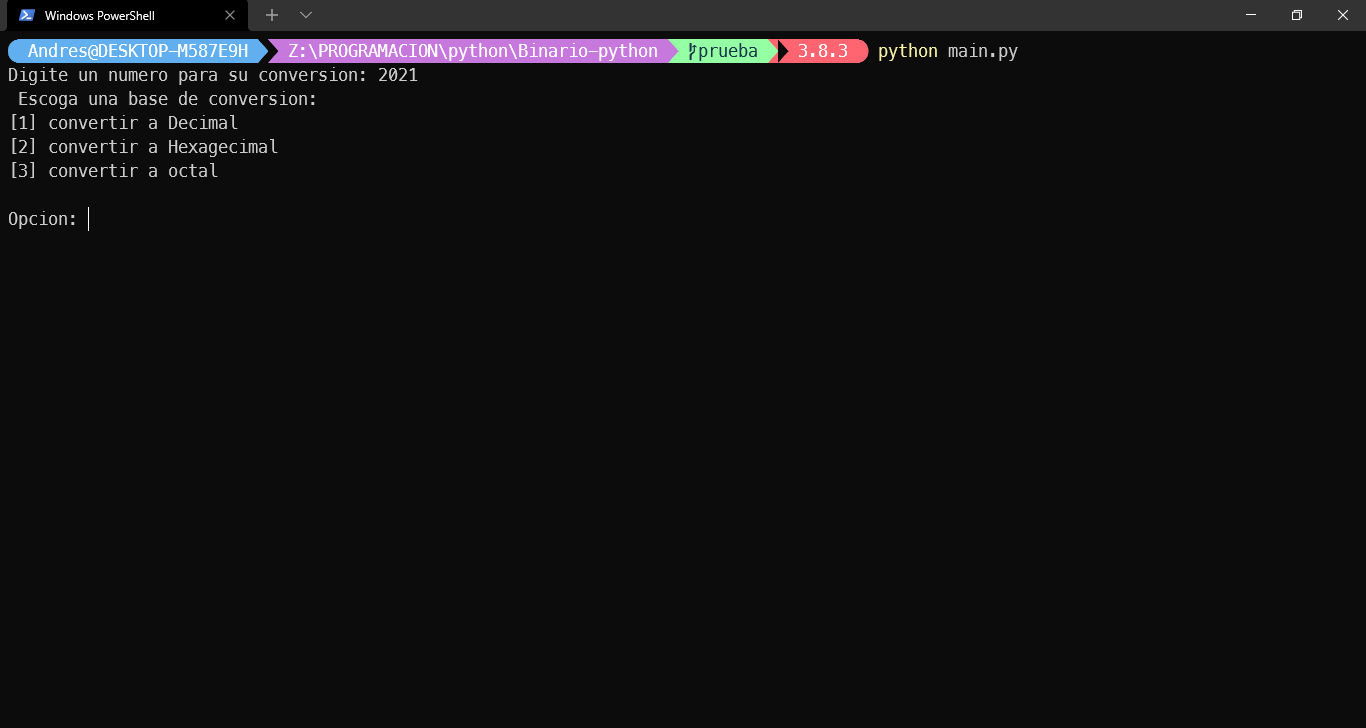 Windows PowerShell
Andres@DESKTOP-M587E9H Z:\PROGRAMACION\python\Binario-python prueba 3.8.3 python main.py
Digite un numero para su conversion: 2021
Escoga una base de conversion:
[1] convertir a Decimal
[2] convertir a Hexagecimal
[3] convertir a octal
Opcion: